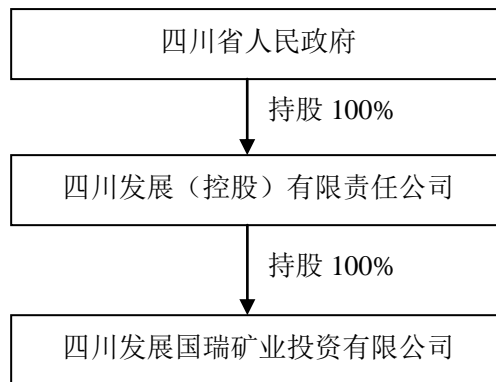 四川省人民政府
持股 100%
四川发展（控股）有限责任公司
持股 100%
四川发展国瑞矿业投资有限公司